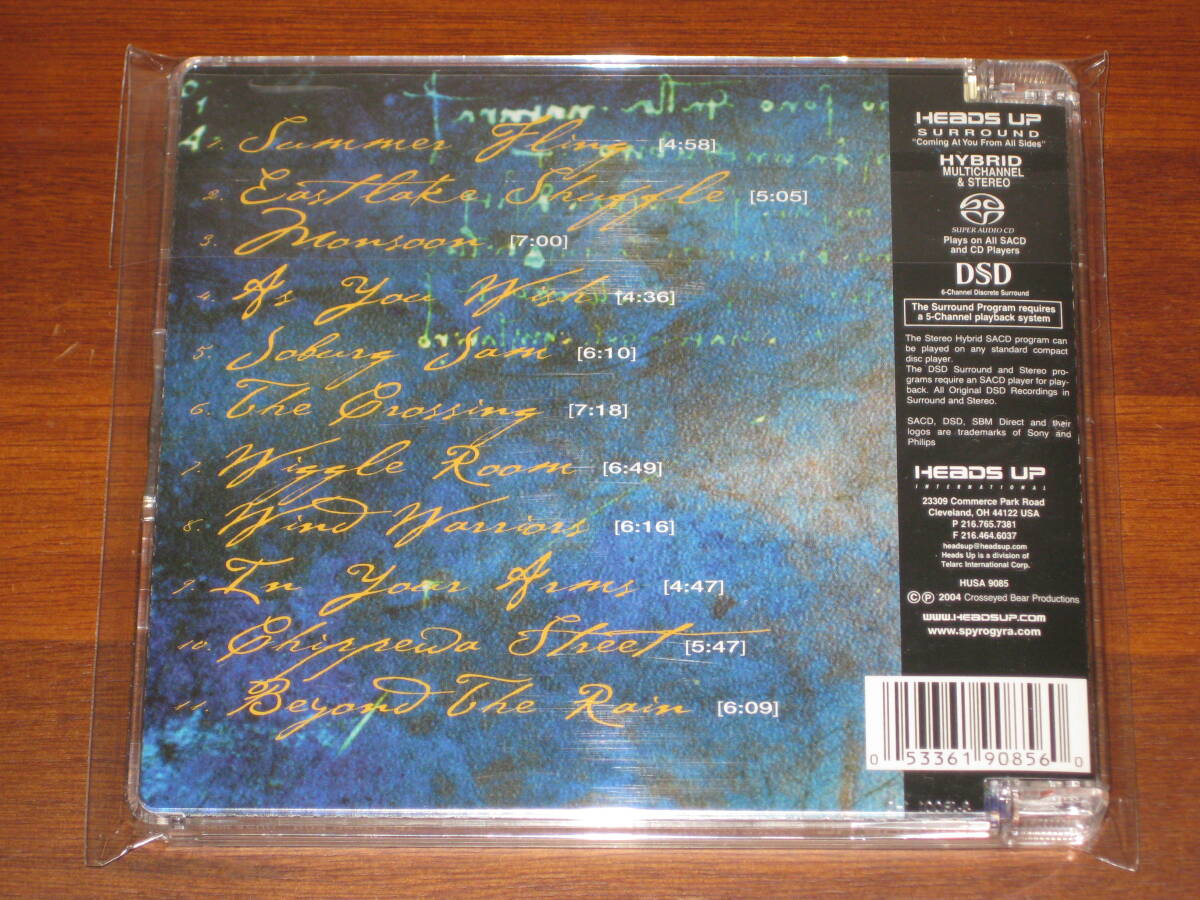 1. Summer Fling [4:58]
2. Eastlake Shuffle [5:05]
3. Monsoon [7:00]
4. As You Wish [4:36]
5. Joburg Jam [6:10]
6. The Crossing [7:18]
7. Wiggle Room [6:49]
8. Wind Warriors [6:16]
9. In Your Arms [4:47]
10. Chippewa Street [5:47]
11. Beyond The Rain [6:09]
HEADS UP
SURROUND
"Coming At You From All Sides"
HYBRID
MULTICHANNEL
& STEREO
SUPER AUDIO CD
Plays on All SACD
and CD Players
DSD
6-Channel Discrete Surround
The Surround Program requires
a 5-Channel playback system
The Stereo Hybrid SACD program can
be played on any standard compact
disc player.
The DSD Surround and Stereo pro-
grams require an SACD player for play-
back. All Original DSD Recordings in
Surround and Stereo.
SACD, DSD, SBM Direct and their
logos are trademarks of Sony and
Philips
HEADS UP
INTERNATIONAL
23309 Commerce Park Road
Cleveland, OH 44122 USA
P 216.765.7381
F 216.464.6037
headsup@headsup.com
Heads Up is a division of
Telarc International Corp.
HUSA 9085
©℗ 2004 Crosseyed Bear Productions
www.HEADSUP.COM
www.spyrogyra.com
0 53361 90856 0